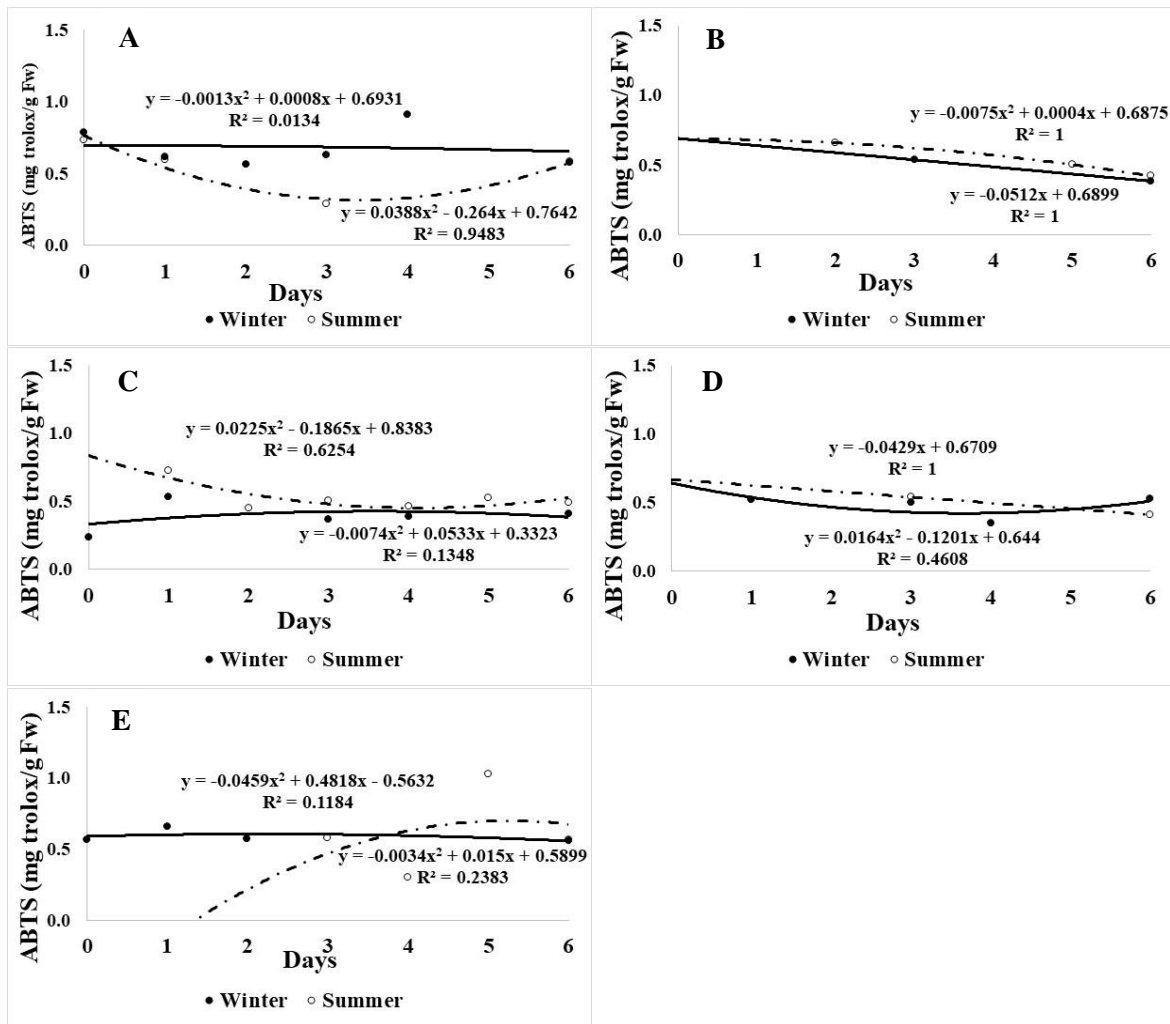 A
1.5
1.0
0.5
0.0
ABTS (mg trolox/g Fw)
y = -0.0013x² + 0.0008x + 0.6931
R² = 0.0134
y = 0.0388x² - 0.264x + 0.7642
R² = 0.9483
0 1 2 3 4 5 6
Days
Winter Summer
B
1.5
1.0
0.5
0.0
ABTS (mg trolox/g Fw)
y = -0.0075x² + 0.0004x + 0.6875
R² = 1
y = -0.0512x + 0.6899
R² = 1
0 1 2 3 4 5 6
Days
Winter Summer
C
1.5
1.0
0.5
0.0
ABTS (mg trolox/g Fw)
y = 0.0225x² - 0.1865x + 0.8383
R² = 0.6254
y = -0.0074x² + 0.0533x + 0.3323
R² = 0.1348
0 1 2 3 4 5 6
Days
Winter Summer
D
1.5
1.0
0.5
0.0
ABTS (mg trolox/g Fw)
y = -0.0429x + 0.6709
R² = 1
y = 0.0164x² - 0.1201x + 0.644
R² = 0.4608
0 1 2 3 4 5 6
Days
Winter Summer
E
1.5
1.0
0.5
0.0
ABTS (mg trolox/g Fw)
y = -0.0459x² + 0.4818x - 0.5632
R² = 0.1184
y = -0.0034x² + 0.015x + 0.5899
R² = 0.2383
0 1 2 3 4 5 6
Days
Winter Summer